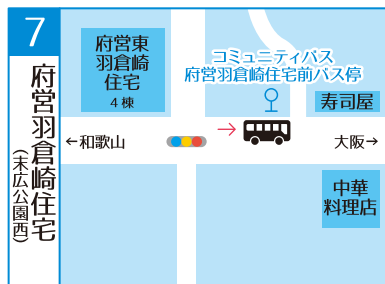 7
府営羽倉崎住宅
(末広公園西)
府営東
羽倉崎
住宅
4棟
コミュニティバス
府営羽倉崎住宅前バス停
寿司屋
←和歌山
大阪→
中華
料理店